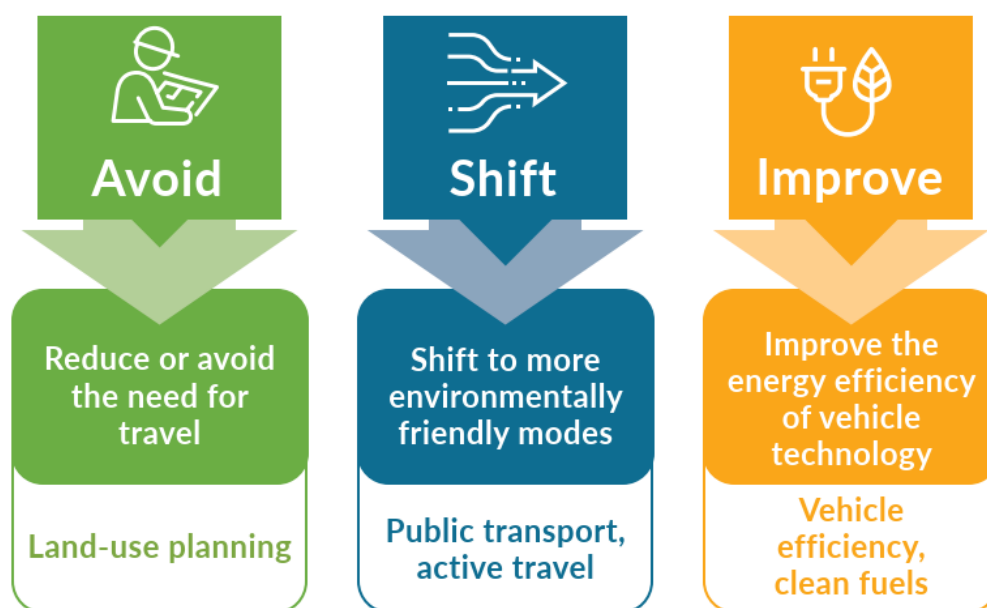 Avoid
Reduce or avoid
the need for
travel
Land-use planning
Shift
Shift to more
environmentally
friendly modes
Public transport,
active travel
Improve
Improve the
energy efficiency
of vehicle
technology
Vehicle
efficiency,
clean fuels